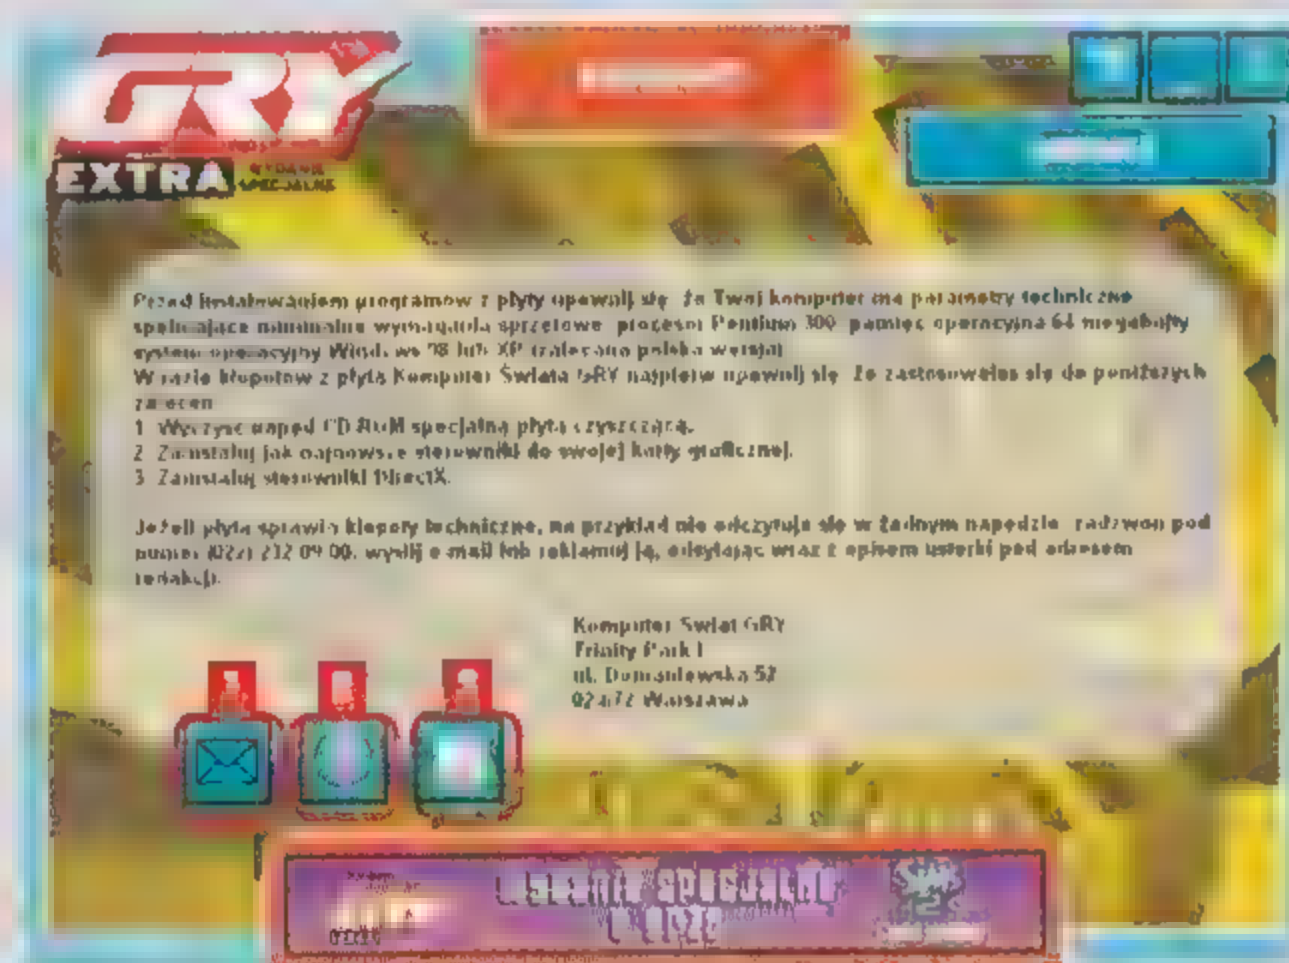 GRY
EXTRA WYDANIE
SPECJALNE
Przed instalowaniem programów z płyty upewnij się, że Twój komputer ma parametry techniczne
spełniające minimalne wymagania sprzętowe: procesor Pentium 300, pamięć operacyjna 64 megabajty
system operacyjny Windows 98 lub XP (zalecana polska wersja)
W razie kłopotów z płytą Komputer Świata GRY najpierw upewnij się, że zastosowałeś się do poniższych
zaleceń
1 Wyczyść napęd CD-ROM specjalną płytą czyszczącą.
2 Zainstaluj jak najnowsze sterowniki do swojej karty graficznej.
3 Zainstaluj sterowniki DirectX.
Jeżeli płyta sprawia kłopoty techniczne, na przykład nie odczytuje się w żadnym napędzie, zadzwoń pod
numer (022) 232 09 00, wyślij e-mail lub reklamuj ją, odsyłając wraz z opisem usterki pod adresem
redakcji.
Komputer Świat GRY
Trinity Park I
ul. Domaniewska 52
02-672 Warszawa
SPECJALNY